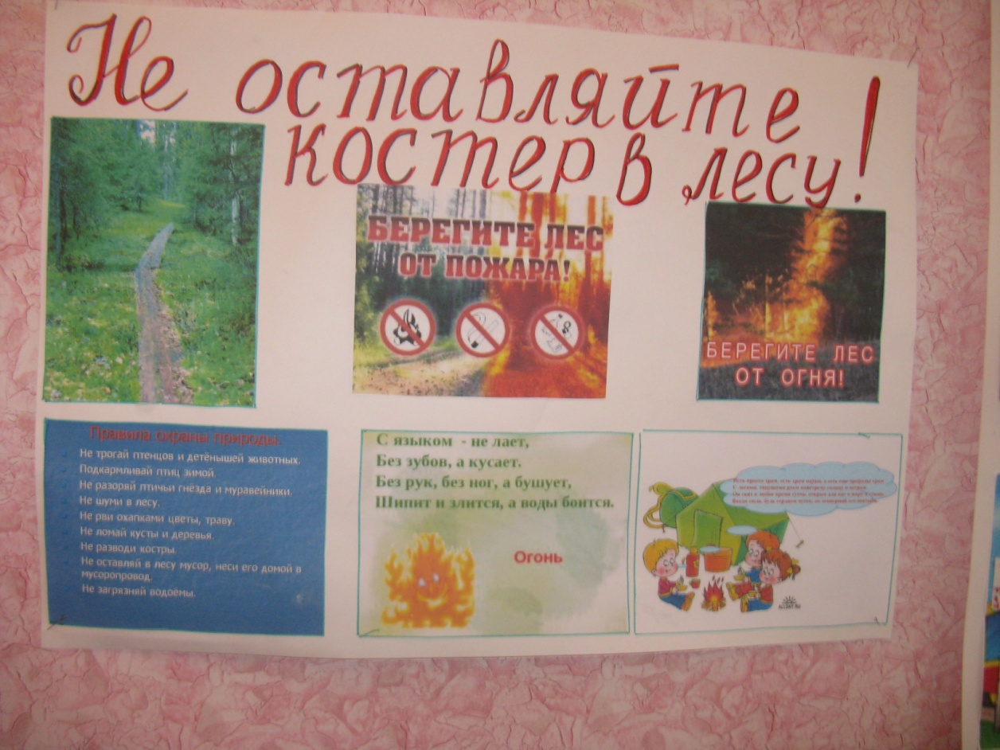 Не оставляйте
костер в лесу!
БЕРЕГИТЕ ЛЕС
ОТ ПОЖАРА!
БЕРЕГИТЕ ЛЕС
ОТ ОГНЯ!
Правила охраны природы.
Не трогай птенцов и детёнышей животных.
Подкармливай птиц зимой.
Не разоряй птичьи гнёзда и муравейники.
Не шуми в лесу.
Не рви охапками цветы, траву.
Не ломай кусты и деревья.
Не разводи костры.
Не оставляй в лесу мусор, неси его домой в
мусоропровод.
Не загрязняй водоёмы.
С языком - не лает,
Без зубов, а кусает.
Без рук, без ног, а бушует,
Шипит и злится, а воды боится.
Огонь
ALLDAY.RU